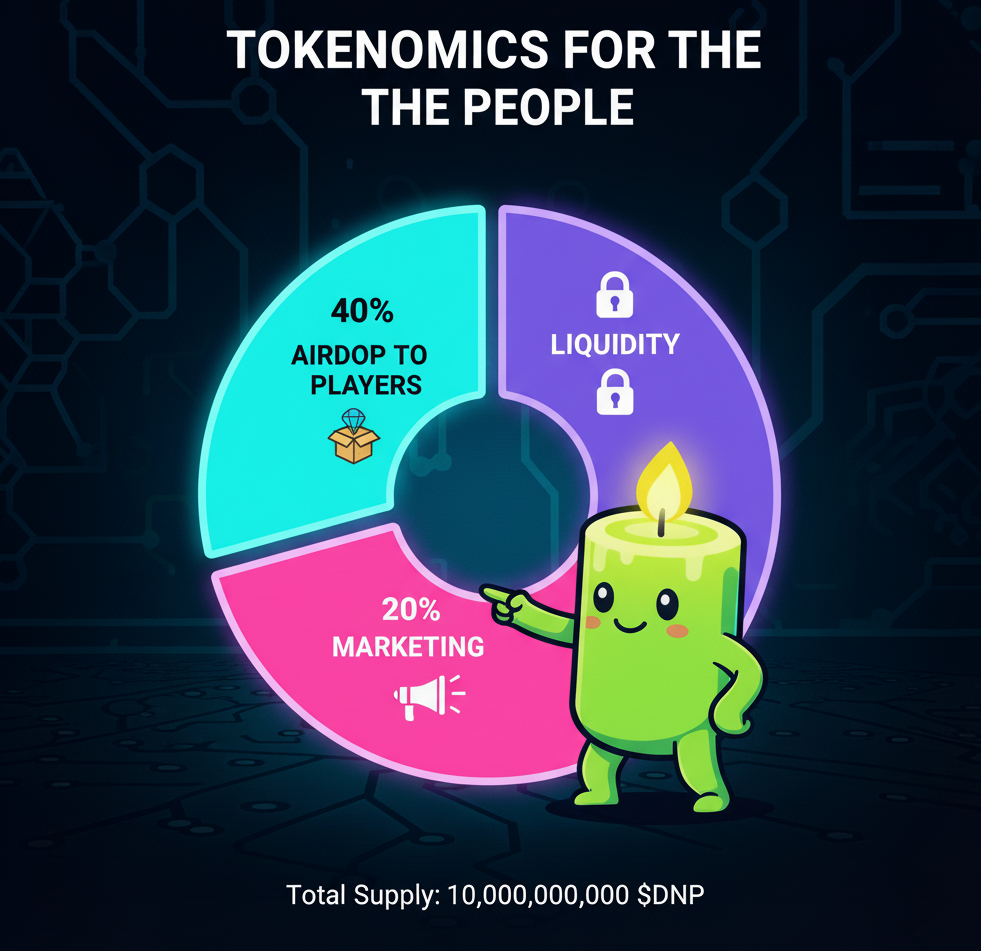 TOKENOMICS FOR THE
THE PEOPLE
40%
AIRDOP TO
PLAYERS
LIQUIDITY
20%
MARKETING
Total Supply: 10,000,000,000 $DNP